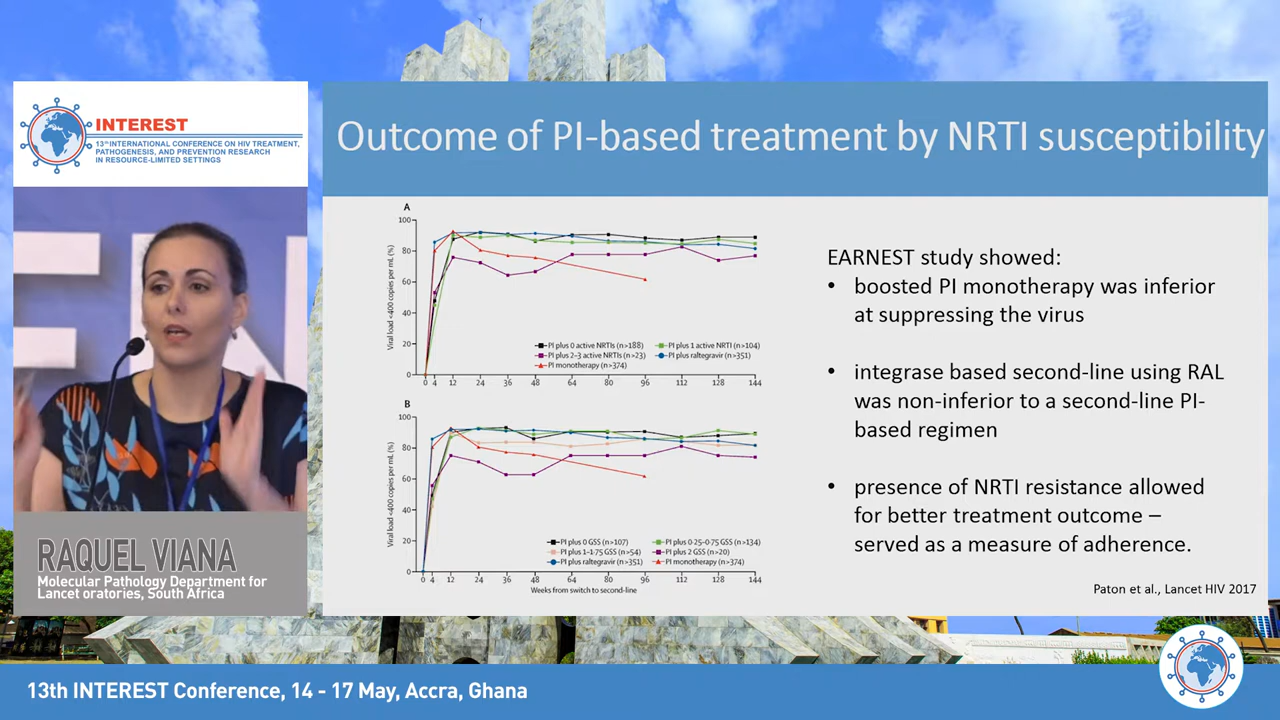 INTEREST
13th INTERNATIONAL CONFERENCE ON HIV TREATMENT,
PATHOGENESIS, AND PREVENTION RESEARCH
IN RESOURCE-LIMITED SETTINGS
EN
RAQUEL VIANA
Molecular Pathology Department for
Lancet oratories, South Africa
Outcome of PI-based treatment by NRTI susceptibility
A
Viral load <400 copies per mL (%)
100
80
60
40
20
0
PI plus 0 active NRTIs (n>188)
PI plus 1 active NRTI (n>104)
PI plus 2–3 active NRTIs (n>23)
PI plus raltegravir (n>351)
PI monotherapy (n>374)
0 4 12 24 36 48 64 80 96 112 128 144
B
Viral load <400 copies per mL (%)
100
80
60
40
20
0
PI plus 0 GSS (n>107)
PI plus 0·25–0·75 GSS (n>134)
PI plus 1–1·75 GSS (n>54)
PI plus 2 GSS (n>20)
PI plus raltegravir (n>351)
PI monotherapy (n>374)
0 4 12 24 36 48 64 80 96 112 128 144
Weeks from switch to second-line
EARNEST study showed:
• boosted PI monotherapy was inferior
at suppressing the virus
• integrase based second-line using RAL
was non-inferior to a second-line PI-
based regimen
• presence of NRTI resistance allowed
for better treatment outcome –
served as a measure of adherence.
Paton et al., Lancet HIV 2017
13th INTEREST Conference, 14 - 17 May, Accra, Ghana